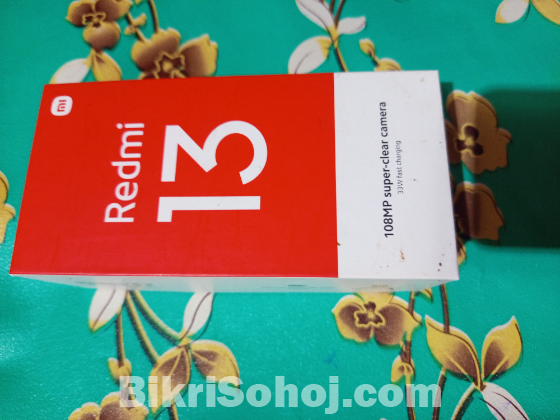 mi
Redmi
13
108MP super-clear camera
33W fast charging
BikriSohoj.com